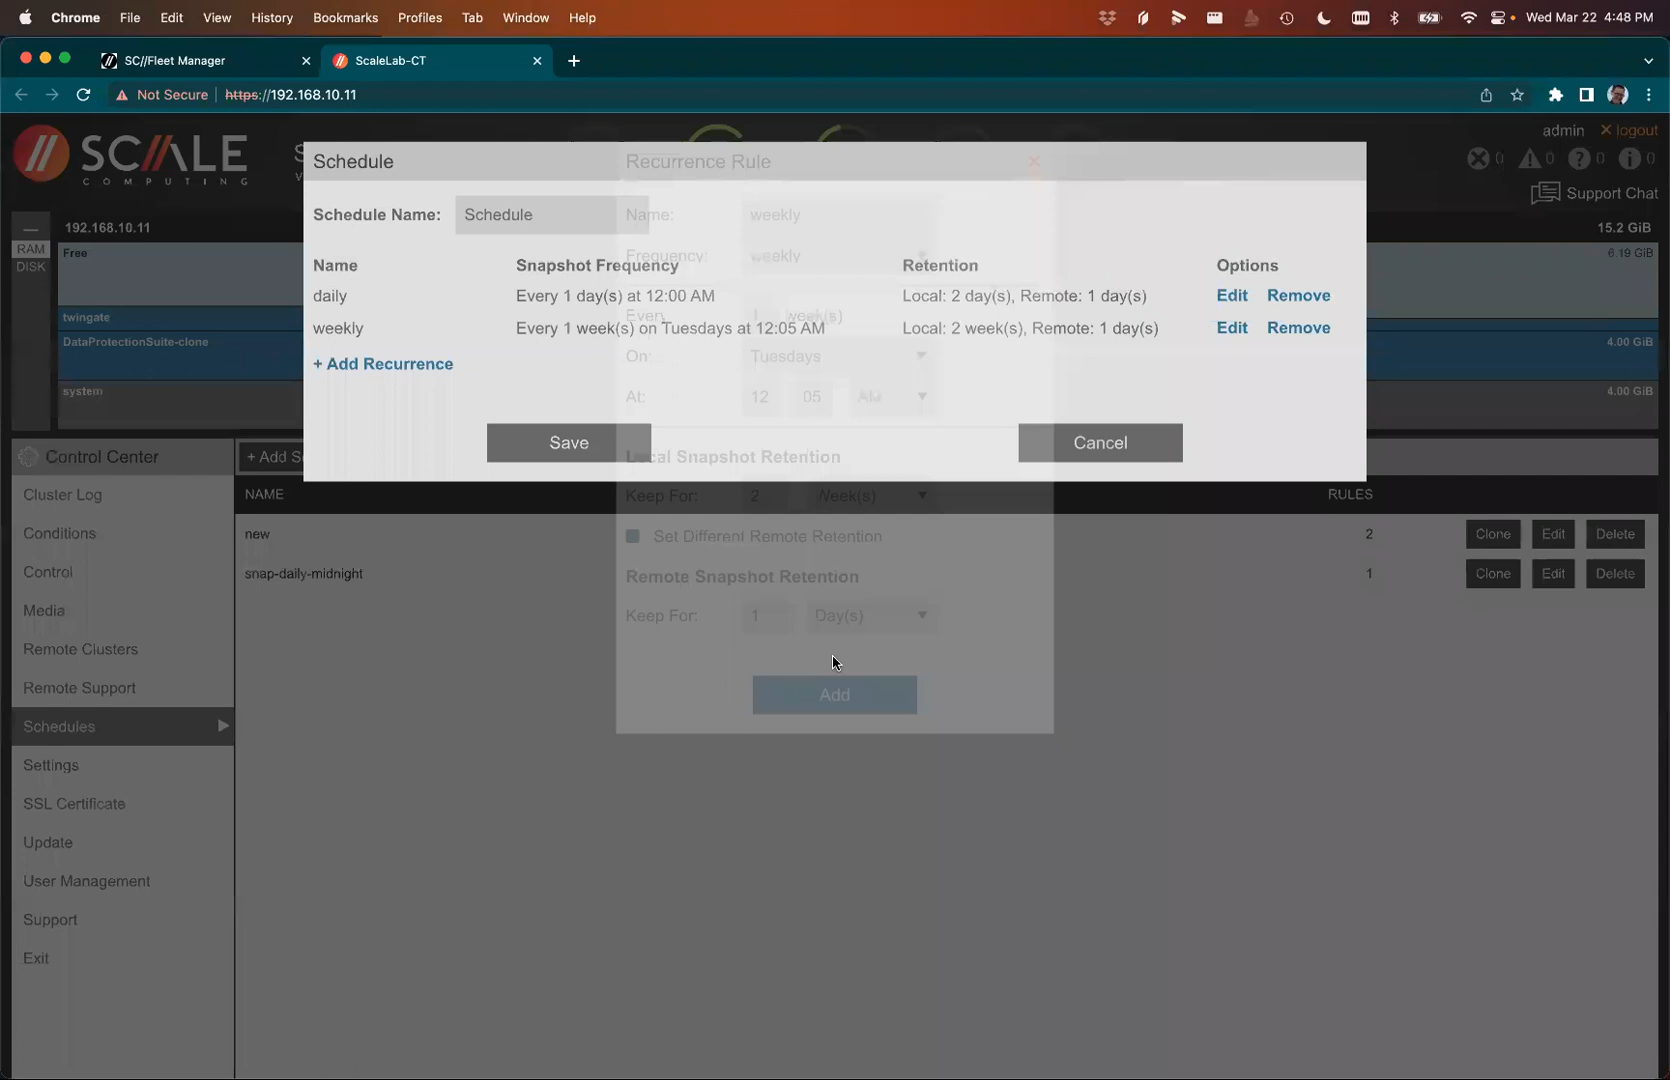 Chrome File Edit View History Bookmarks Profiles Tab Window Help Wed Mar 22 4:48 PM
SC//Fleet Manager ScaleLab-CT
Not Secure https://192.168.10.11
admin logout
SCALE
COMPUTING
0 0 0 0
Support Chat
Schedule Recurrence Rule
Schedule Name: Schedule
Name: weekly
Frequency: weekly
Name Snapshot Frequency Retention Options
daily Every 1 day(s) at 12:00 AM Local: 2 day(s), Remote: 1 day(s) Edit Remove
Every 1 week(s)
weekly Every 1 week(s) on Tuesdays at 12:05 AM Local: 2 week(s), Remote: 1 day(s) Edit Remove
On: Tuesdays
+ Add Recurrence
At: 12 05 AM
Save Cancel
Local Snapshot Retention
Keep For: 2 Week(s)
Set Different Remote Retention
Remote Snapshot Retention
Keep For: 1 Day(s)
Add
192.168.10.11 15.2 GiB
RAM
DISK
Free 6.19 GiB
twingate
DataProtectionSuite-clone 4.00 GiB
system 4.00 GiB
Control Center
Cluster Log
Conditions
Control
Media
Remote Clusters
Remote Support
Schedules
Settings
SSL Certificate
Update
User Management
Support
Exit
+ Add
NAME RULES
new 2 Clone Edit Delete
snap-daily-midnight 1 Clone Edit Delete